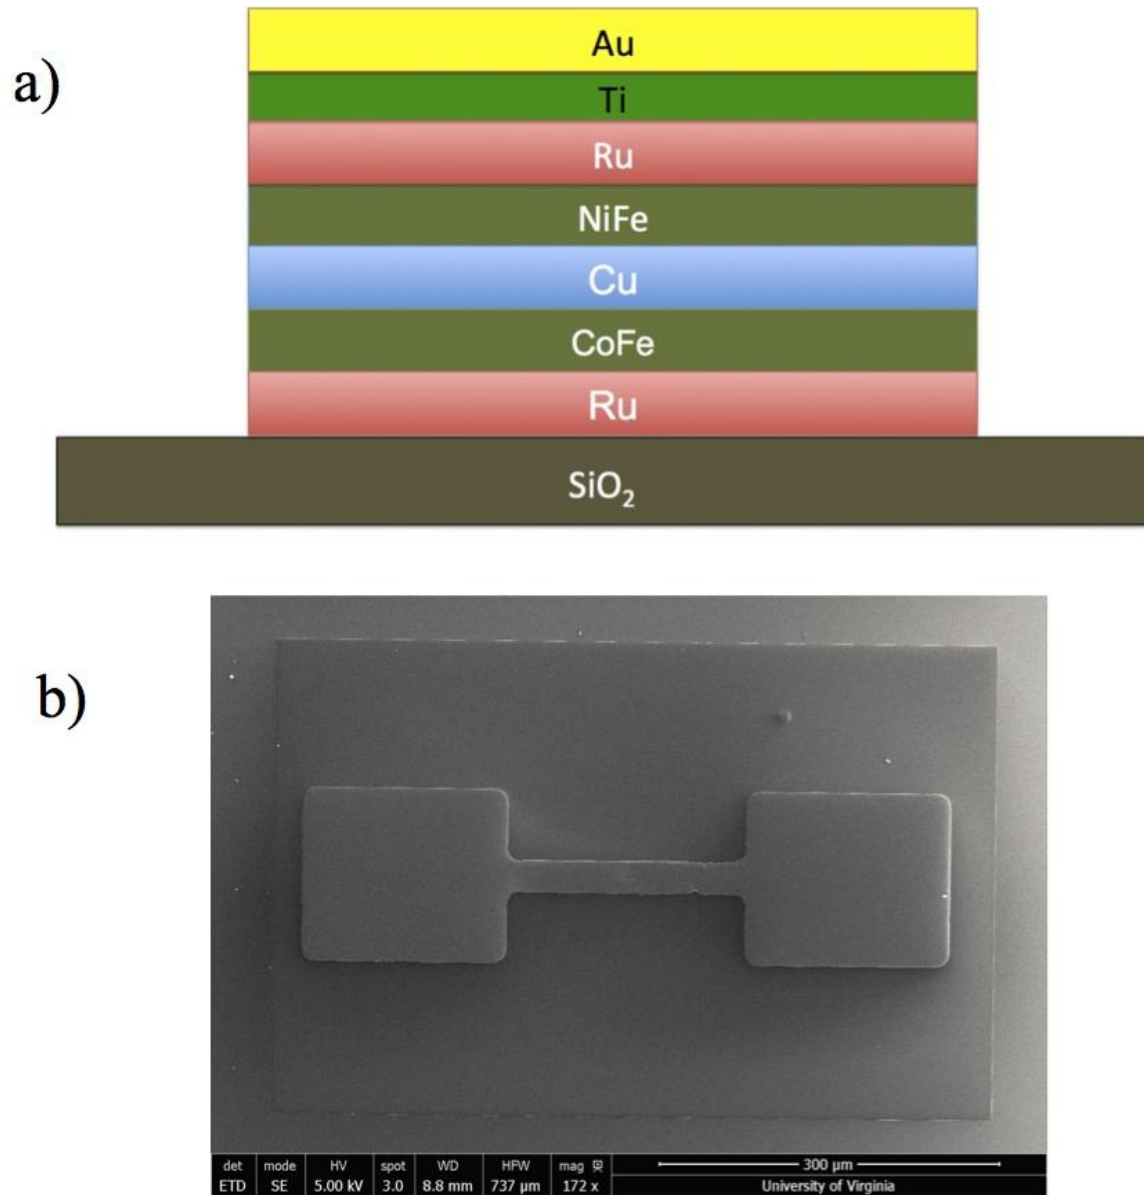 a)
Au
Ti
Ru
NiFe
Cu
CoFe
Ru
SiO₂
b)
det mode HV spot WD HFW mag 300 µm
ETD SE 5.00 kV 3.0 8.8 mm 737 µm 172 x University of Virginia